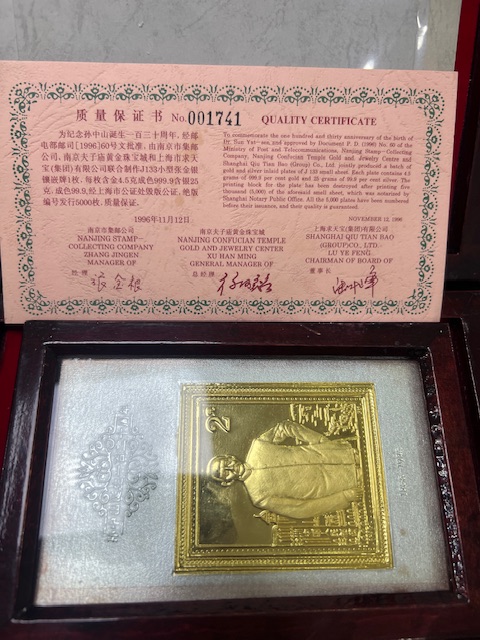 质量保证书 No.001741 QUALITY CERTIFICATE
为纪念孙中山诞生一百三十周年，经邮
电部邮司[1996]60号文批准，由南京市集邮公
司、南京夫子庙黄金珠宝城和上海市求天
宝(集团)有限公司联合制作J133小型张金银
镶嵌牌1枚。每枚含金4.5克成色999.9含银25
克，成色99.9,经上海市公证处毁版公证，绝版
编号发行5000枚，质量保证。
1996年11月12日
To commemorate the one hundred and thirty anniversary of the birth of
Dr. Sun Yat-sen, and approved by Document P. D. (1996) No. 60 of the
Ministry of Post and Telecommunications, Nanjing Stamp-Collecting
Company, Nanjing Confucian Temple Gold and Jewelry Centre and
Shanghai Qiu Tian Bao (Group) Co., Ltd. jointly produced a batch of
gold and silver inlaid plates of J 133 small sheet. Each plate contains 4.5
grams of 999.9 per cent gold and 25 grams of 99.9 per cent silver. The
printing block for the plate has been destroyed after printing five
thousand (5,000) of the aforesaid small sheet, which was notarized by
Shanghai Notary Public Office. All the 5,000 plates have been numbered
before their issuance, and their quality is guaranteed.
NOVEMBER 12, 1996
南京市集邮公司
NANJING STAMP-
COLLECTING COMPANY
ZHANG JINGEN
MANAGER OF
经理
张金根
南京夫子庙黄金珠宝城
NANJING CONFUCIAN TEMPLE
GOLD AND JEWELRY CENTER
XU HAN MING
GENERAL MANAGER OF
总经理
上海求天宝(集团)有限公司
SHANGHAI QIU TIAN BAO
(GROUP) CO., LTD.
LU YE FENG
CHAIRMAN OF BOARD OF
董事长
2元